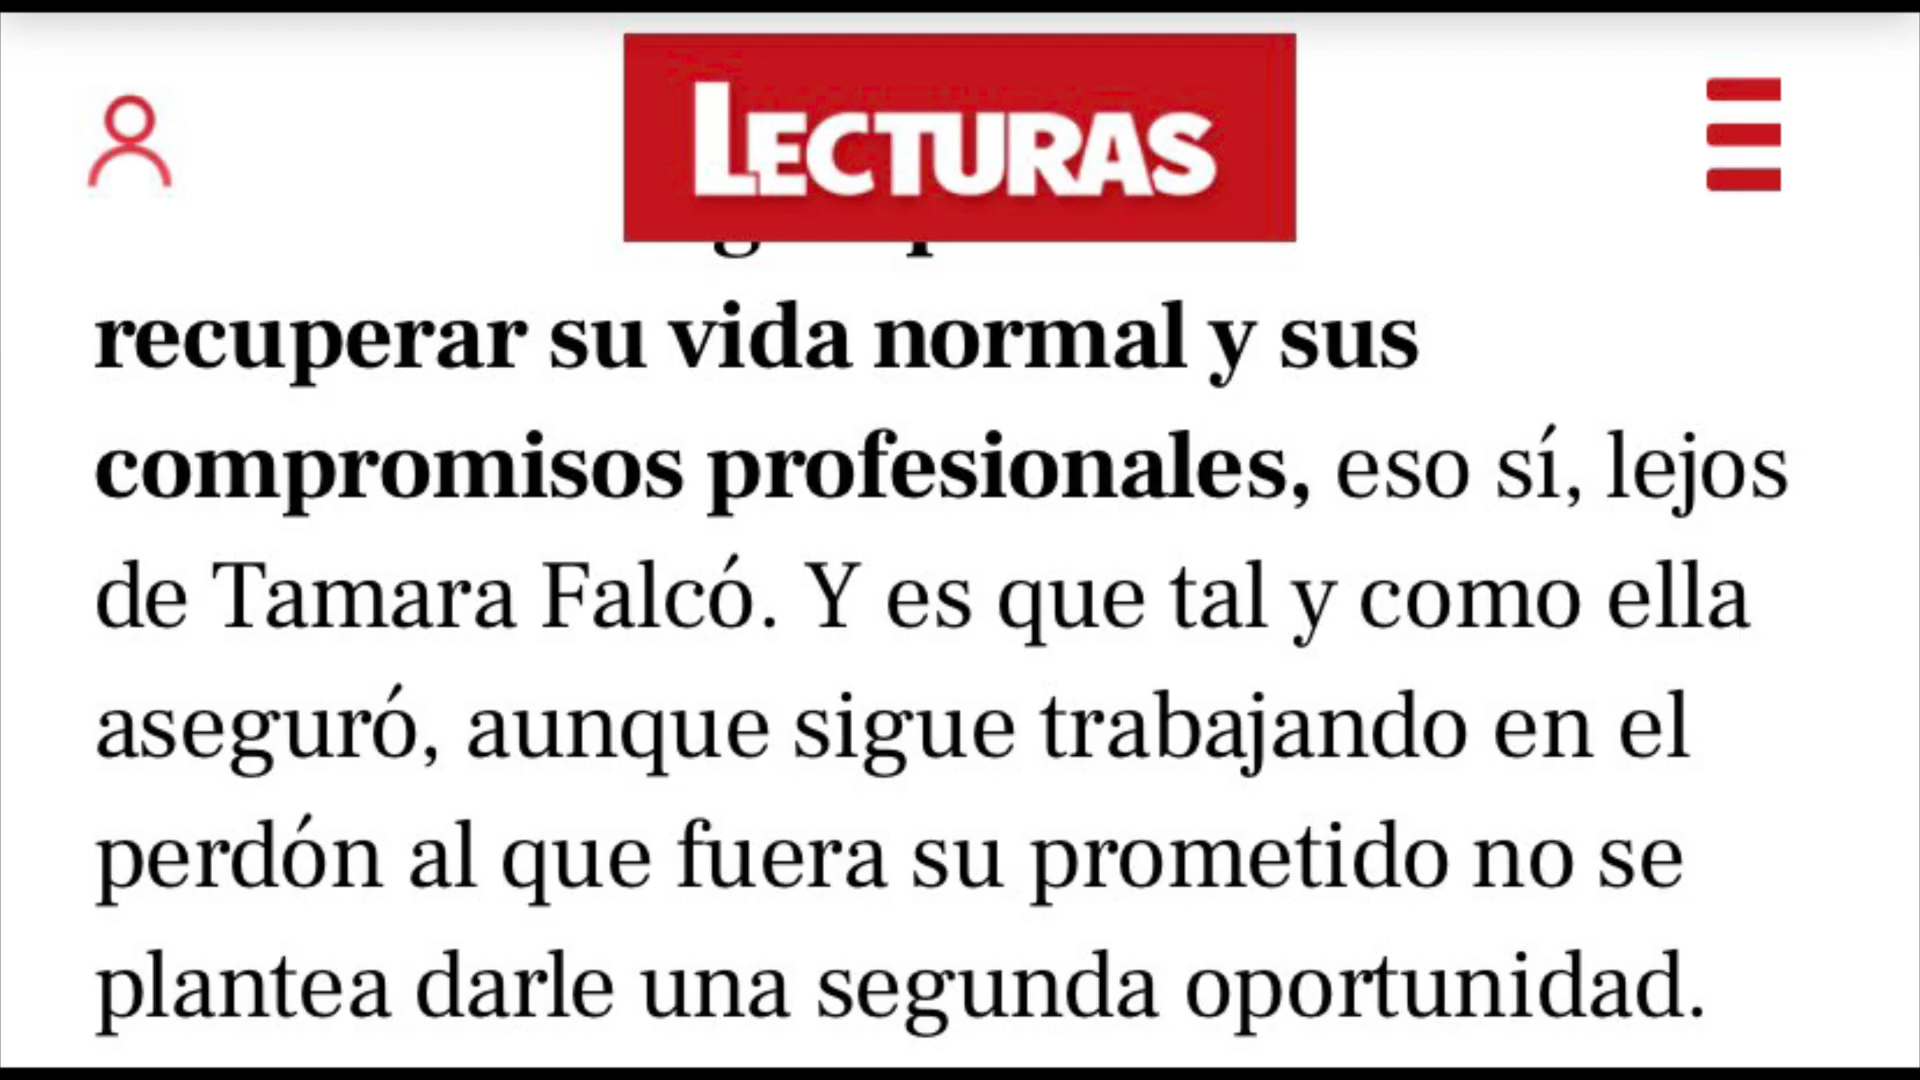 LECTURAS
recuperar su vida normal y sus
compromisos profesionales, eso sí, lejos
de Tamara Falcó. Y es que tal y como ella
aseguró, aunque sigue trabajando en el
perdón al que fuera su prometido no se
plantea darle una segunda oportunidad.